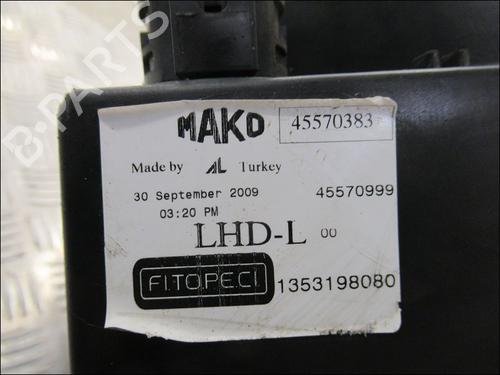 MAKO 45570383
Made by AL Turkey
30 September 2009 45570999
03:20 PM
LHD-L 00
FITOPECI 1353198080
B-PARTS